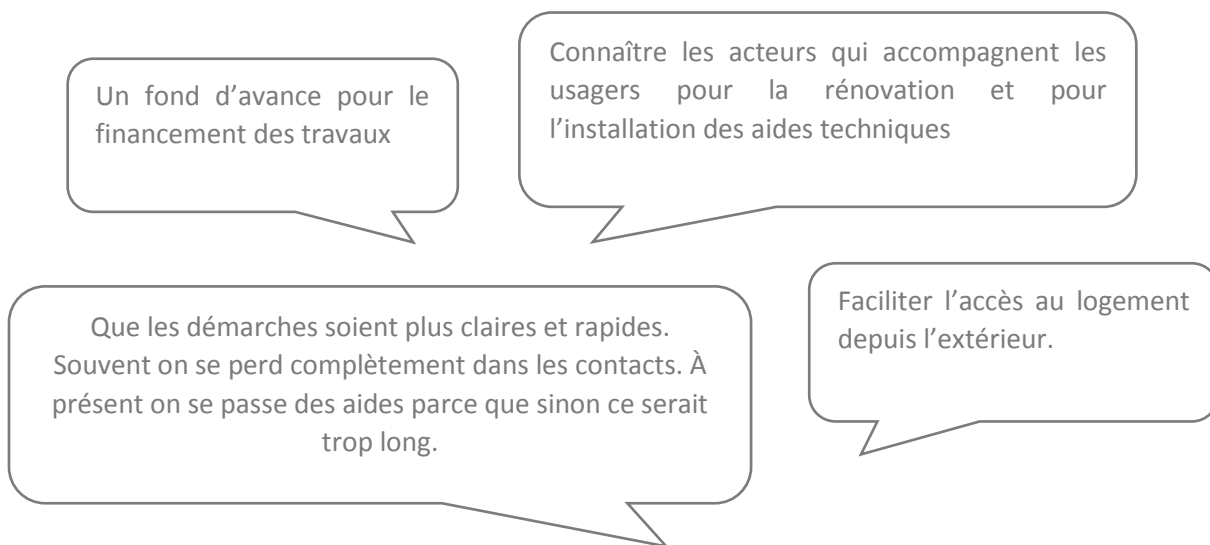 Un fond d’avance pour le
financement des travaux
Connaître les acteurs qui accompagnent les
usagers pour la rénovation et pour
l’installation des aides techniques
Que les démarches soient plus claires et rapides.
Souvent on se perd complètement dans les contacts. À
présent on se passe des aides parce que sinon ce serait
trop long.
Faciliter l’accès au logement
depuis l’extérieur.